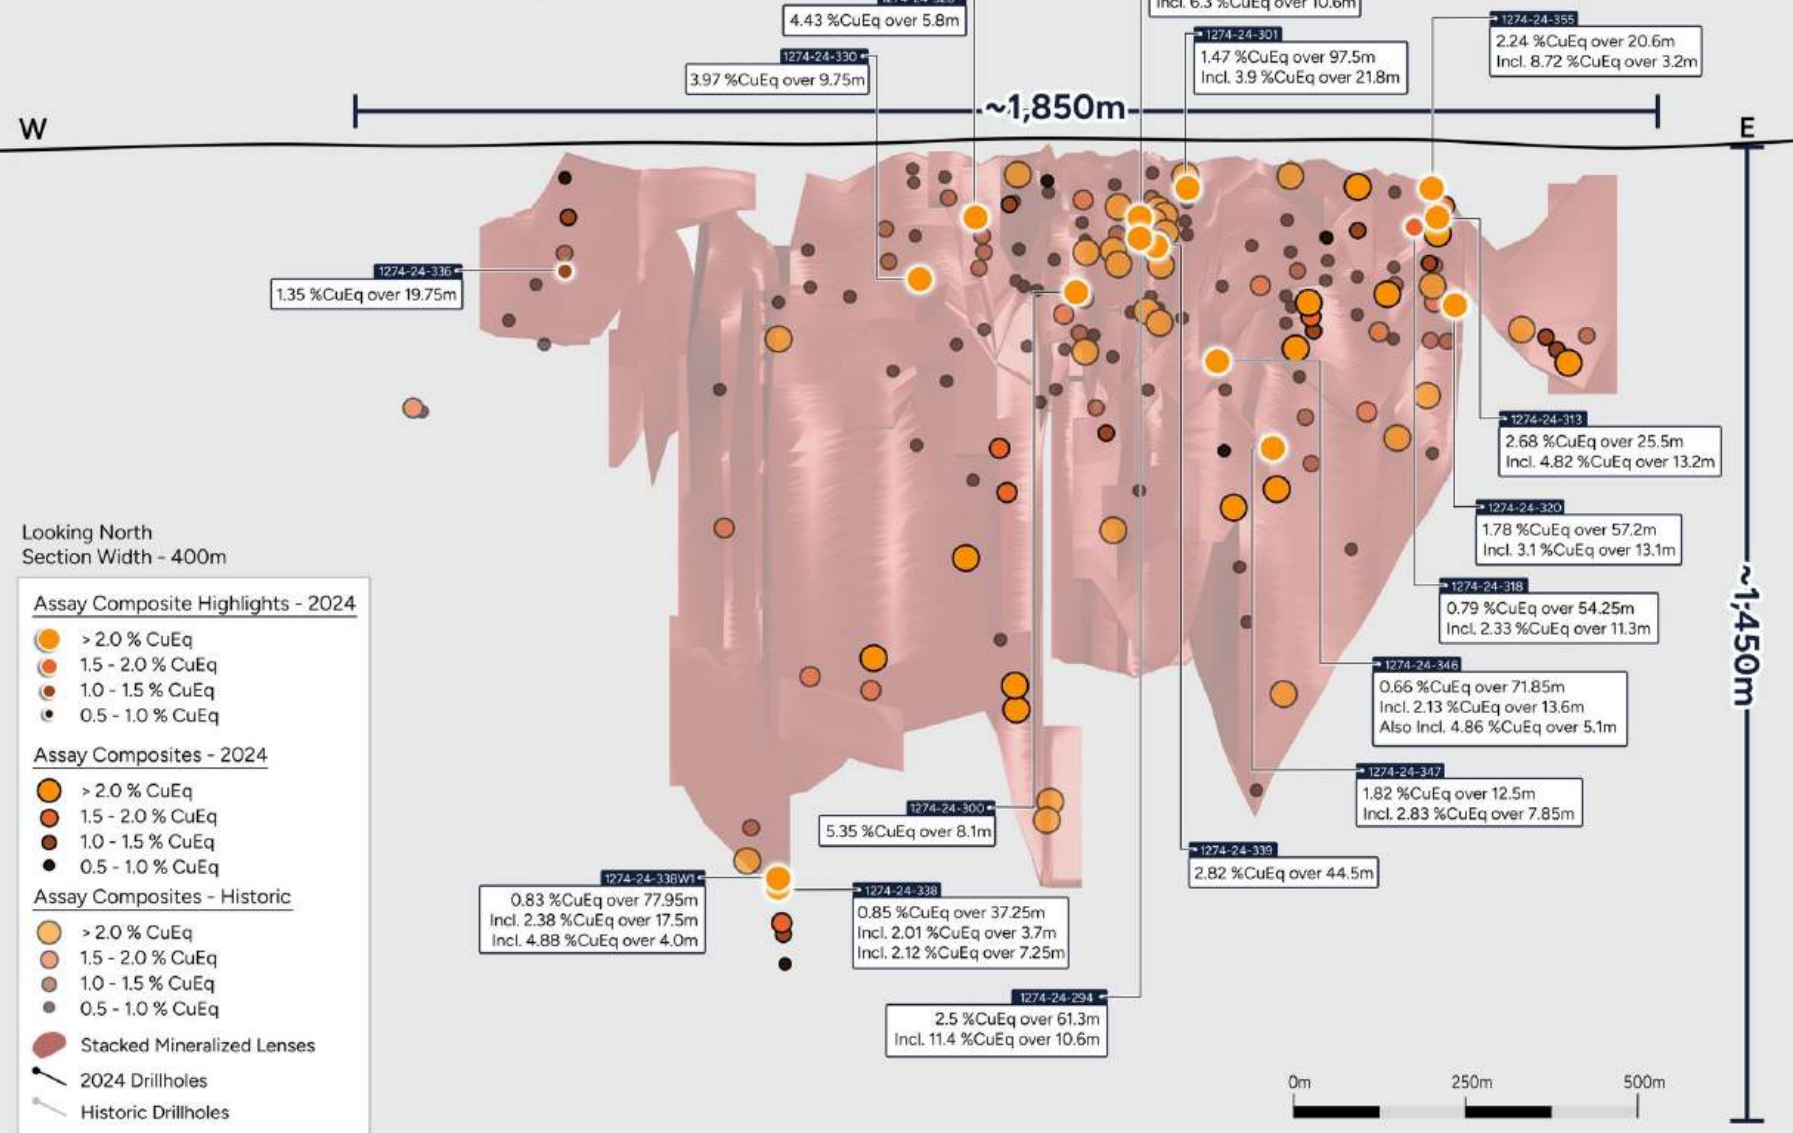 4.43 %CuEq over 5.8m
Incl. 6.3 %CuEq over 10.6m
1274-24-355
2.24 %CuEq over 20.6m
Incl. 8.72 %CuEq over 3.2m
1274-24-301
1.47 %CuEq over 97.5m
Incl. 3.9 %CuEq over 21.8m
1274-24-330
3.97 %CuEq over 9.75m
~1,850m
W
E
1274-24-336
1.35 %CuEq over 19.75m
1274-24-313
2.68 %CuEq over 25.5m
Incl. 4.82 %CuEq over 13.2m
1274-24-320
1.78 %CuEq over 57.2m
Incl. 3.1 %CuEq over 13.1m
1274-24-318
0.79 %CuEq over 54.25m
Incl. 2.33 %CuEq over 11.3m
~1,450m
1274-24-346
0.66 %CuEq over 71.85m
Incl. 2.13 %CuEq over 13.6m
Also Incl. 4.86 %CuEq over 5.1m
1274-24-347
1.82 %CuEq over 12.5m
Incl. 2.83 %CuEq over 7.85m
1274-24-300
5.35 %CuEq over 8.1m
1274-24-339
2.82 %CuEq over 44.5m
1274-24-338W1
0.83 %CuEq over 77.95m
Incl. 2.38 %CuEq over 17.5m
Incl. 4.88 %CuEq over 4.0m
1274-24-338
0.85 %CuEq over 37.25m
Incl. 2.01 %CuEq over 3.7m
Incl. 2.12 %CuEq over 7.25m
1274-24-294
2.5 %CuEq over 61.3m
Incl. 11.4 %CuEq over 10.6m
Looking North
Section Width - 400m
Assay Composite Highlights - 2024
> 2.0 % CuEq
1.5 - 2.0 % CuEq
1.0 - 1.5 % CuEq
0.5 - 1.0 % CuEq
Assay Composites - 2024
> 2.0 % CuEq
1.5 - 2.0 % CuEq
1.0 - 1.5 % CuEq
0.5 - 1.0 % CuEq
Assay Composites - Historic
> 2.0 % CuEq
1.5 - 2.0 % CuEq
1.0 - 1.5 % CuEq
0.5 - 1.0 % CuEq
Stacked Mineralized Lenses
2024 Drillholes
Historic Drillholes
0m 250m 500m